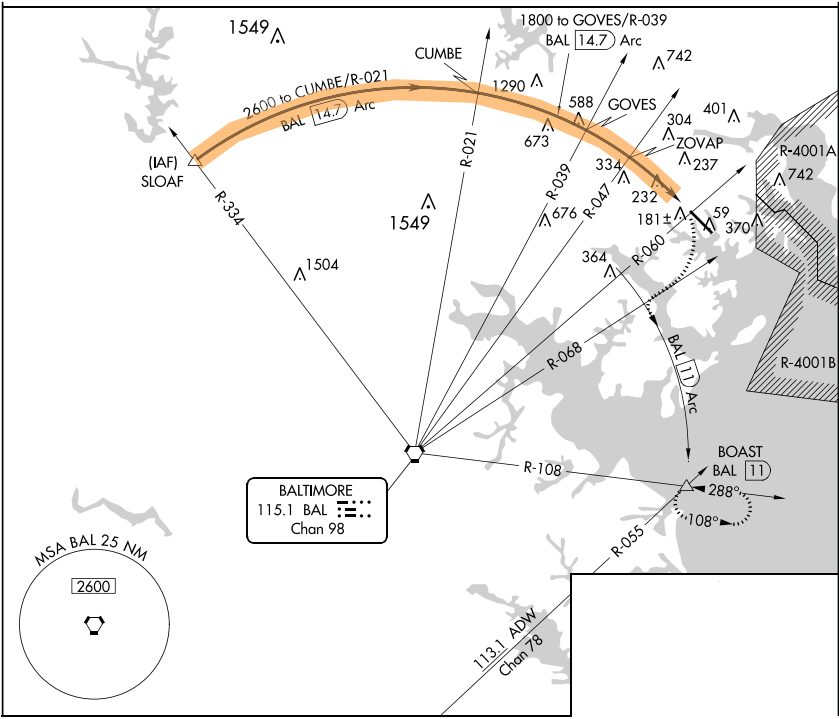 1549
1800 to GOVES/R-039
BAL 14.7 Arc
CUMBE
742
2600 to CUMBE/R-021
BAL 14.7 Arc
1290
588
GOVES
401
673
304
ZOVAP
R-4001A
(IAF)
SLOAF
R-021
R-039
334
237
742
R-334
R-047
232
1549
676
181±
59
370
R-060
1504
364
R-068
BAL 11 Arc
R-4001B
BOAST
BAL 11
R-108
288°
108°
BALTIMORE
115.1 BAL
Chan 98
R-055
MSA BAL 25 NM
2600
113.1 ADW
Chan 78